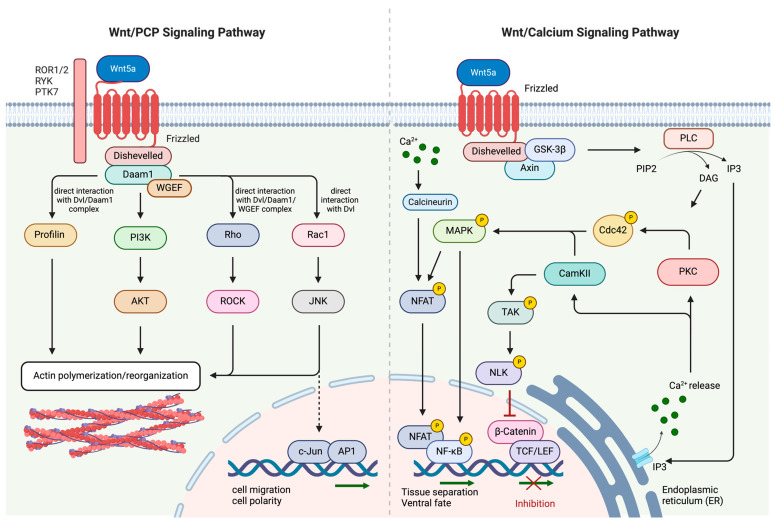 Wnt/PCP Signaling Pathway
ROR1/2
RYK
PTK7
Wnt5a
Frizzled
Dishevelled
Daam1
WGEF
direct interaction
with Dvl/Daam1
complex
direct interaction
with Dvl/Daam1/
WGEF complex
direct
interaction
with Dvl
Profilin
PI3K
Rho
Rac1
AKT
ROCK
JNK
Actin polymerization/reorganization
c-Jun
AP1
cell migration
cell polarity
Wnt/Calcium Signaling Pathway
Wnt5a
Frizzled
Ca²⁺
Dishevelled
GSK-3β
Axin
PLC
PIP2
DAG
IP3
Calcineurin
MAPK
P
Cdc42
P
CamKII
PKC
NFAT
P
TAK
P
NLK
P
Ca²⁺ release
β-Catenin
NFAT
P
NF-κB
P
TCF/LEF
IP3
Tissue separation
Ventral fate
Inhibition
Endoplasmic
reticulum (ER)